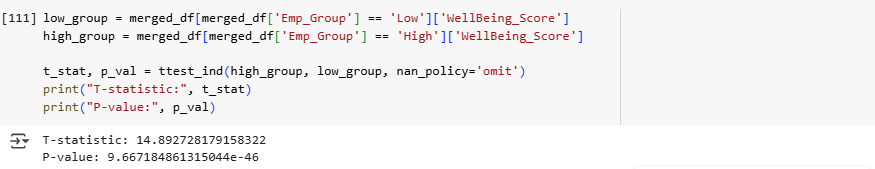 [111] low_group = merged_df[merged_df['Emp_Group'] == 'Low']['WellBeing_Score']
high_group = merged_df[merged_df['Emp_Group'] == 'High']['WellBeing_Score']
t_stat, p_val = ttest_ind(high_group, low_group, nan_policy='omit')
print("T-statistic:", t_stat)
print("P-value:", p_val)
T-statistic: 14.892728179158322
P-value: 9.667184861315044e-46